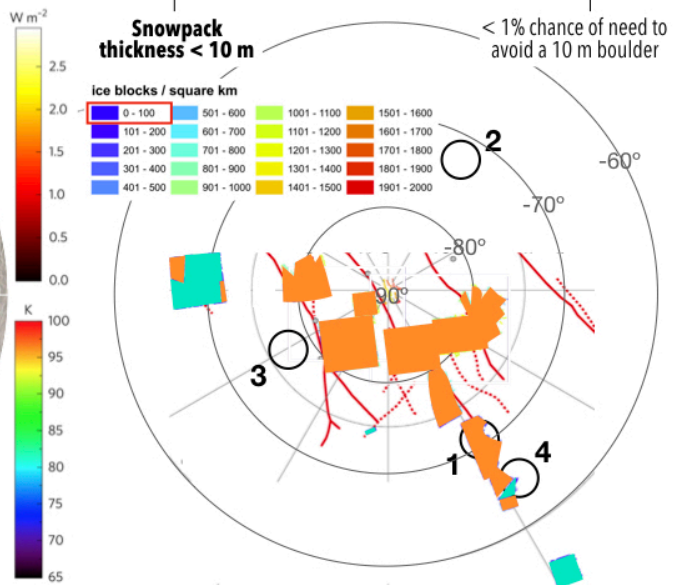 W m⁻²
2.5
2.0
1.5
1.0
0.5
0.0
K
100
95
90
85
80
75
70
65
Snowpack
thickness < 10 m
< 1% chance of need to
avoid a 10 m boulder
ice blocks / square km
0 - 100
101 - 200
201 - 300
301 - 400
401 - 500
501 - 600
601 - 700
701 - 800
801 - 900
901 - 1000
1001 - 1100
1101 - 1200
1201 - 1300
1301 - 1400
1401 - 1500
1501 - 1600
1601 - 1700
1701 - 1800
1801 - 1900
1901 - 2000
2
-60º
-70º
-80º
90º
3
1
4